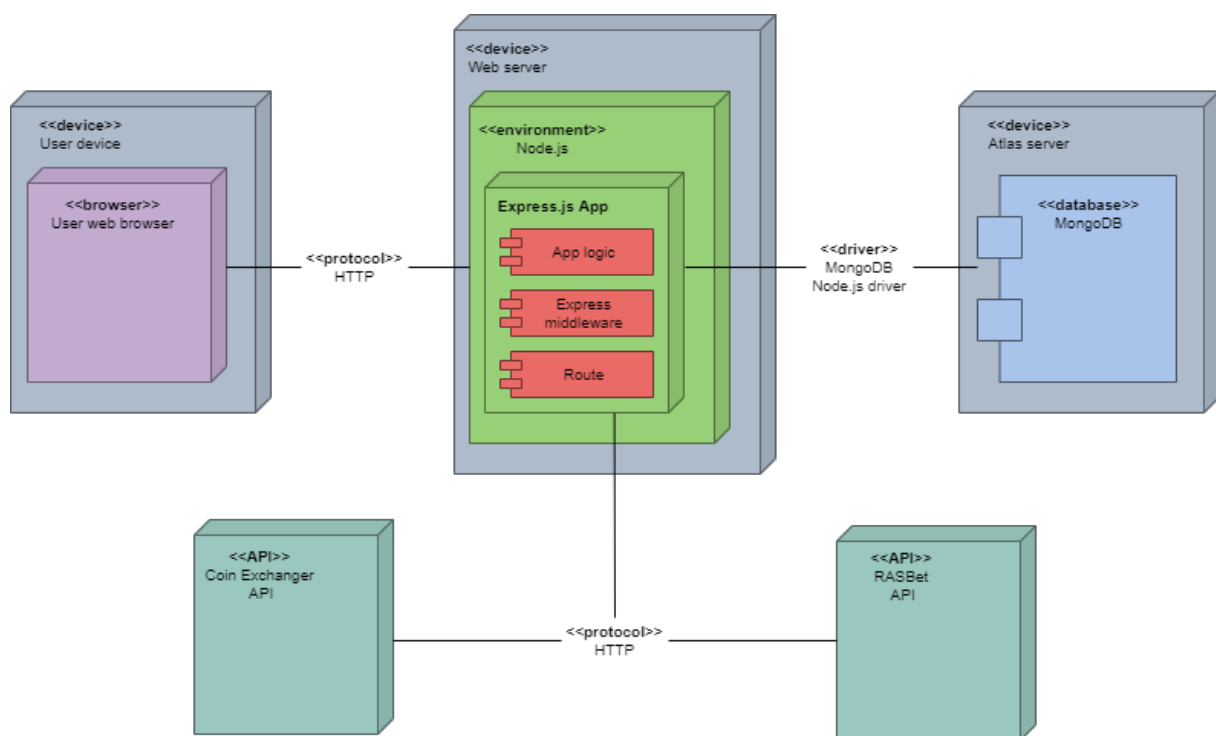 <<device>>
Web server
<<device>>
User device
<<environment>>
Node.js
<<device>>
Atlas server
<<browser>>
User web browser
Express.js App
<<database>>
MongoDB
App logic
<<protocol>>
HTTP
<<driver>>
MongoDB
Node.js driver
Express
middleware
Route
<<API>>
Coin Exchanger
API
<<API>>
RASBet
API
<<protocol>>
HTTP